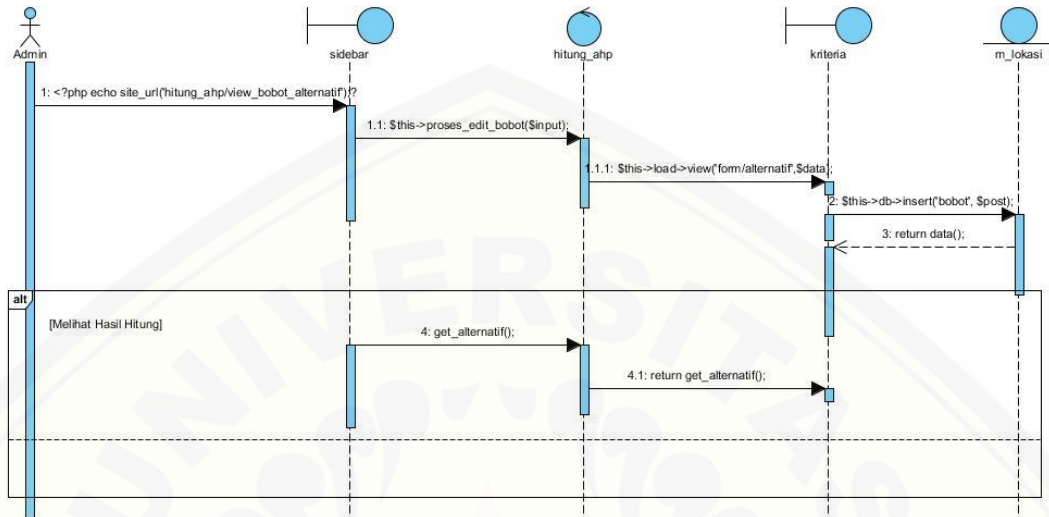 Admin
sidebar
hitung_ahp
kriteria
m_lokasi
1: <?php echo site_url('hitung_ahp/view_bobot_alternatif');?
1.1: $this->proses_edit_bobot($input);
1.1.1: $this->load->view('form/alternatif',$data);
2: $this->db->insert('bobot', $post);
3: return data();
alt
[Melihat Hasil Hitung]
4: get_alternatif();
4.1: return get_alternatif();
UNIVERSITAS